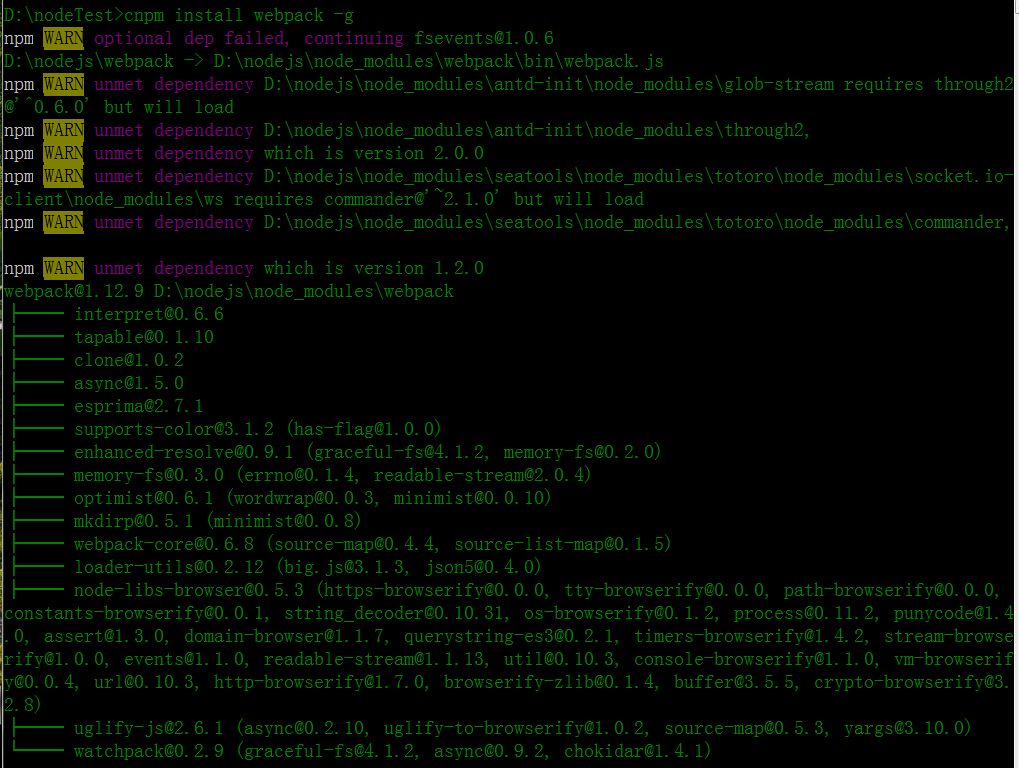 D:\nodeTest>cnpm install webpack -g
npm WARN optional dep failed, continuing fsevents@1.0.6
D:\nodejs\webpack -> D:\nodejs\node_modules\webpack\bin\webpack.js
npm WARN unmet dependency D:\nodejs\node_modules\antd-init\node_modules\glob-stream requires through2
@'^0.6.0' but will load
npm WARN unmet dependency D:\nodejs\node_modules\antd-init\node_modules\through2,
npm WARN unmet dependency which is version 2.0.0
npm WARN unmet dependency D:\nodejs\node_modules\seatools\node_modules\totoro\node_modules\socket.io-
client\node_modules\ws requires commander@'~2.1.0' but will load
npm WARN unmet dependency D:\nodejs\node_modules\seatools\node_modules\totoro\node_modules\commander,
npm WARN unmet dependency which is version 1.2.0
webpack@1.12.9 D:\nodejs\node_modules\webpack
├── interpret@0.6.6
├── tapable@0.1.10
├── clone@1.0.2
├── async@1.5.0
├── esprima@2.7.1
├── supports-color@3.1.2 (has-flag@1.0.0)
├── enhanced-resolve@0.9.1 (graceful-fs@4.1.2, memory-fs@0.2.0)
├── memory-fs@0.3.0 (errno@0.1.4, readable-stream@2.0.4)
├── optimist@0.6.1 (wordwrap@0.0.3, minimist@0.0.10)
├── mkdirp@0.5.1 (minimist@0.0.8)
├── webpack-core@0.6.8 (source-map@0.4.4, source-list-map@0.1.5)
├── loader-utils@0.2.12 (big.js@3.1.3, json5@0.4.0)
├── node-libs-browser@0.5.3 (https-browserify@0.0.0, tty-browserify@0.0.0, path-browserify@0.0.0,
constants-browserify@0.0.1, string_decoder@0.10.31, os-browserify@0.1.2, process@0.11.2, punycode@1.4
.0, assert@1.3.0, domain-browser@1.1.7, querystring-es3@0.2.1, timers-browserify@1.4.2, stream-browse
rify@1.0.0, events@1.1.0, readable-stream@1.1.13, util@0.10.3, console-browserify@1.1.0, vm-browserif
y@0.0.4, url@0.10.3, http-browserify@1.7.0, browserify-zlib@0.1.4, buffer@3.5.5, crypto-browserify@3.
2.8)
├── uglify-js@2.6.1 (async@0.2.10, uglify-to-browserify@1.0.2, source-map@0.5.3, yargs@3.10.0)
└── watchpack@0.2.9 (graceful-fs@4.1.2, async@0.9.2, chokidar@1.4.1)